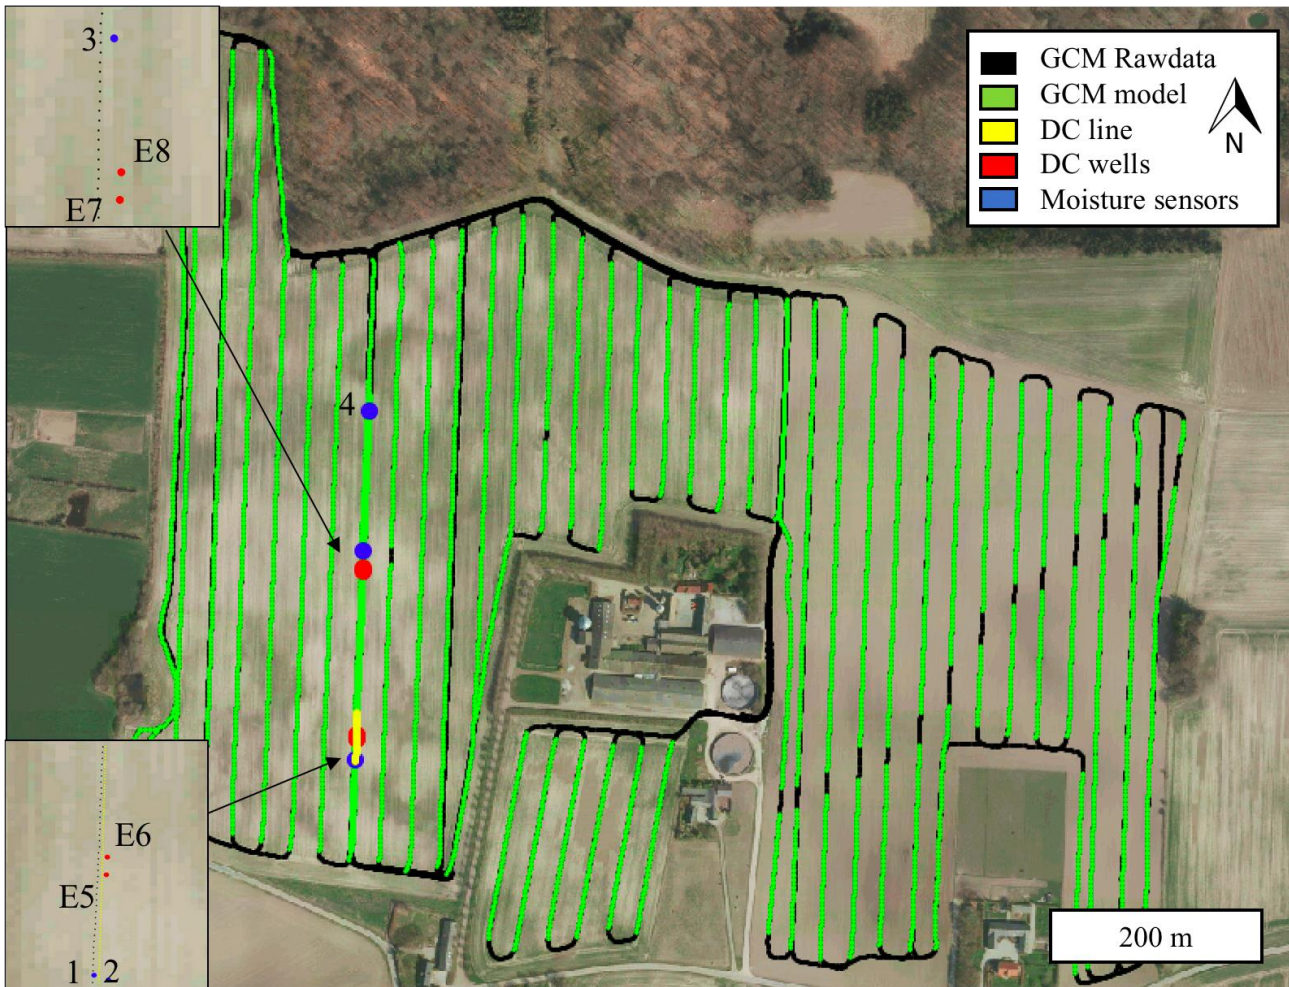 3
E8
E7
GCM Rawdata
GCM model
DC line
DC wells
Moisture sensors
N
4
E6
E5
1 2
200 m